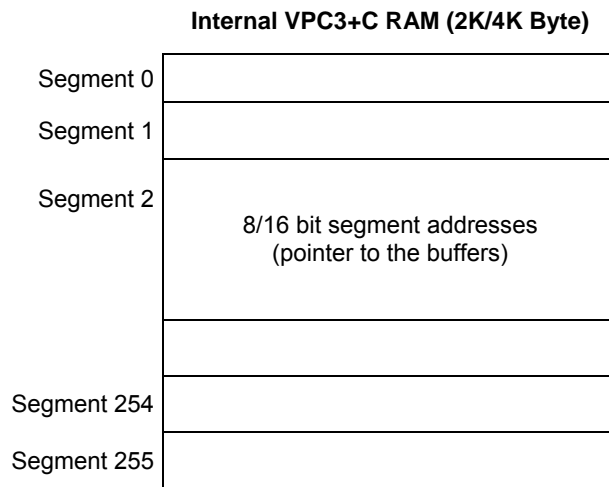 Internal VPC3+C RAM (2K/4K Byte)
Segment 0
Segment 1
Segment 2
8/16 bit segment addresses
(pointer to the buffers)
Segment 254
Segment 255